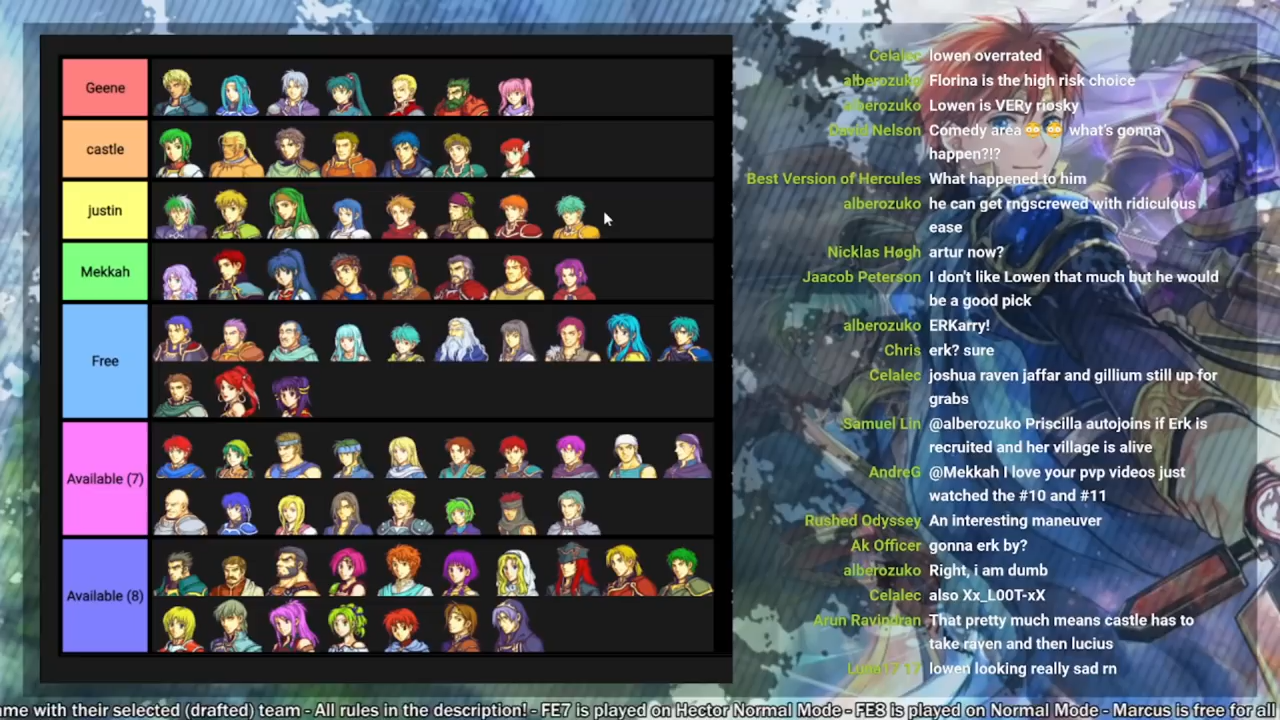 Geene
castle
justin
Mekkah
Free
Available (7)
Available (8)
Celalec lowen overrated
alberozuko Florina is the high risk choice
alberozuko Lowen is VERy riosky
David Nelson Comedy area 😳 😳 what's gonna
happen?!?
Best Version of Hercules What happened to him
alberozuko he can get rngscrewed with ridiculous
ease
Nicklas Høgh artur now?
Jaacob Peterson I don't like Lowen that much but he would
be a good pick
alberozuko ERKarry!
Chris erk? sure
Celalec joshua raven jaffar and gillium still up for
grabs
Samuel Lin @alberozuko Priscilla autojoins if Erk is
recruited and her village is alive
AndreG @Mekkah I love your pvp videos just
watched the #10 and #11
Rushed Odyssey An interesting maneuver
Ak Officer gonna erk by?
alberozuko Right, i am dumb
Celalec also Xx_L00T-xX
Arun Ravindran That pretty much means castle has to
take raven and then lucius
Luna17 17 lowen looking really sad rn
ame with their selected (drafted) team - All rules in the description! - FE7 is played on Hector Normal Mode - FE8 is played on Normal Mode - Marcus is free for all